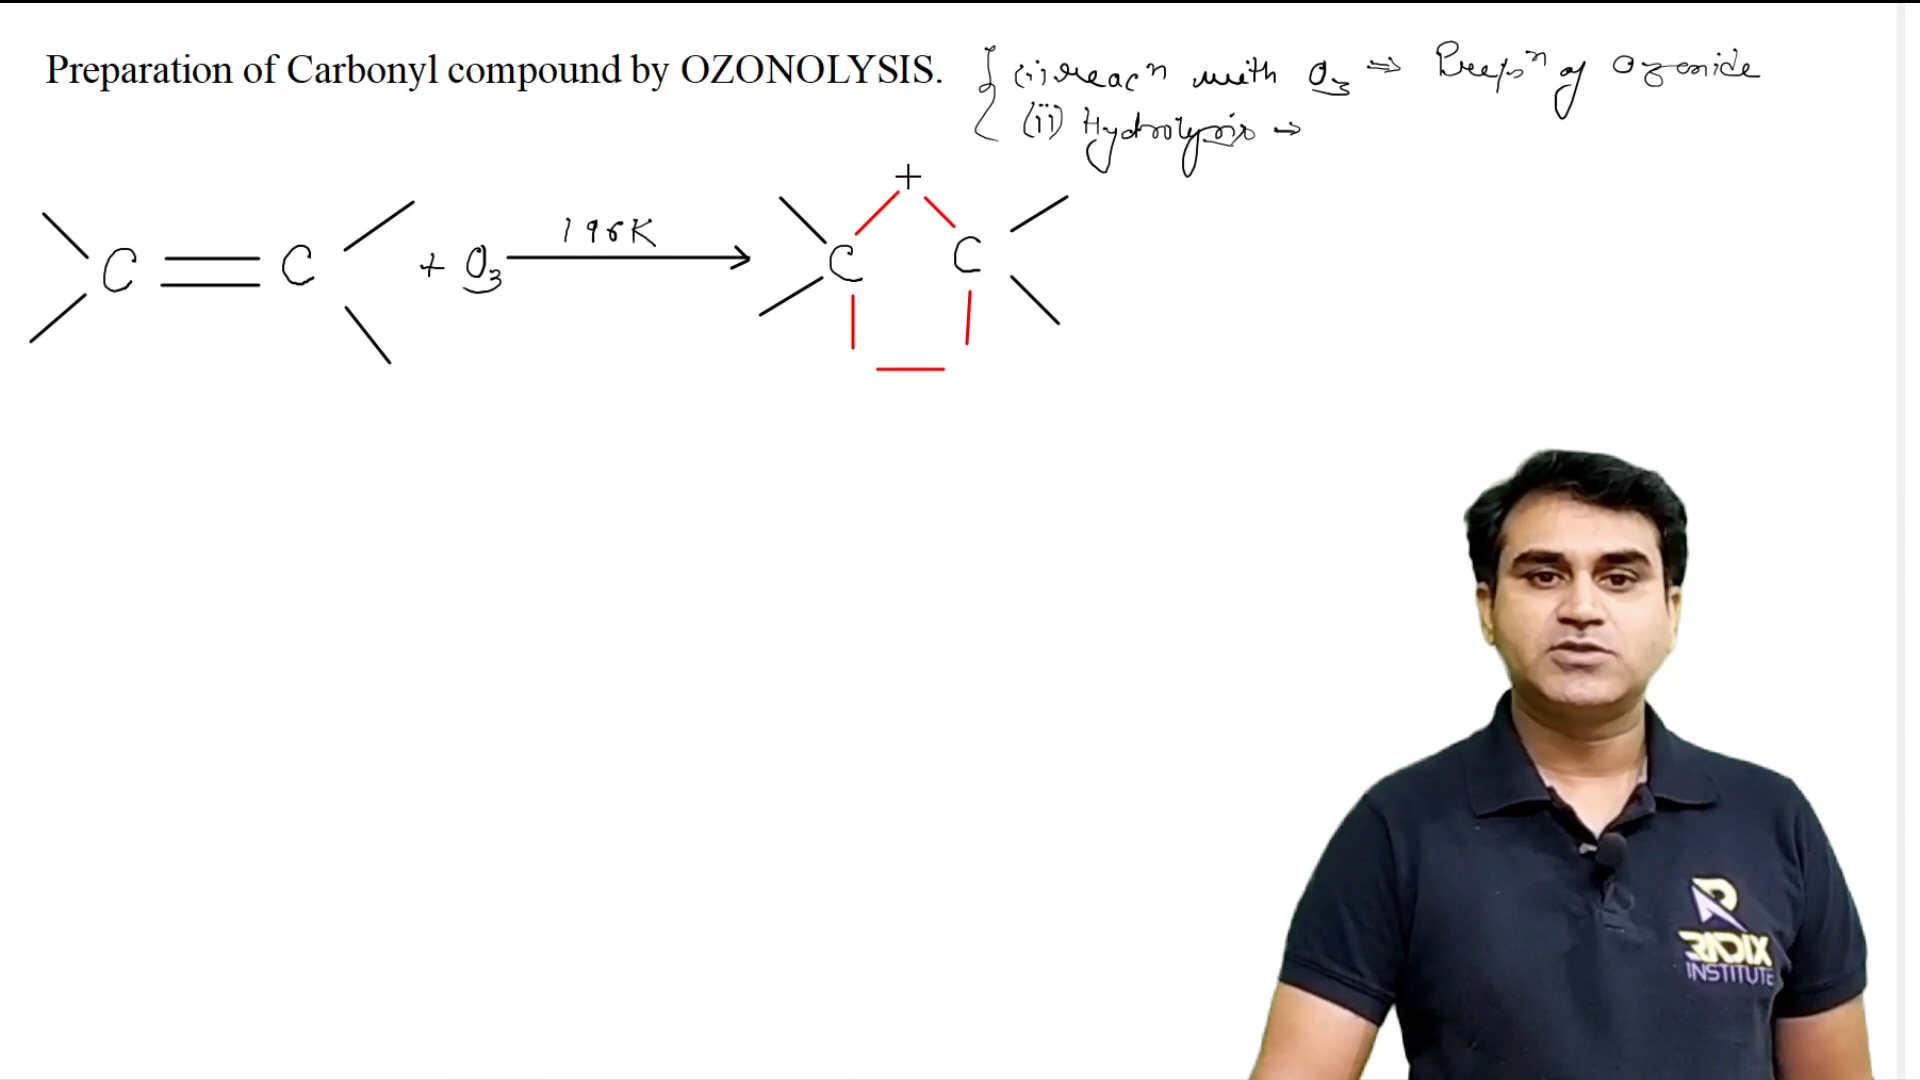 Preparation of Carbonyl compound by OZONOLYSIS.
(i) reacⁿ with O₃ ⇒ Prepⁿ of Ozonide
(ii) Hydrolysis ⇒
C = C + O₃ 196K → C C
+
RADIX
INSTITUTE